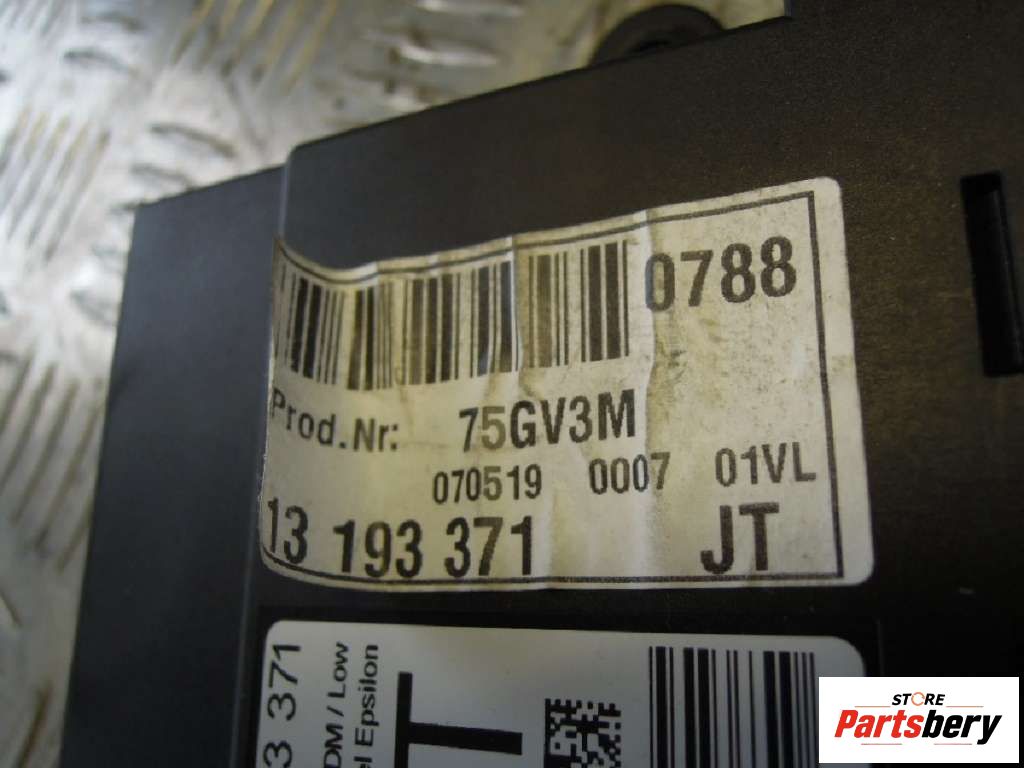 0788
Prod.Nr: 75GV3M
070519 0007 01VL
13 193 371 JT
3 371
DM / Low
el Epsilon
T
STORE
Partsbery